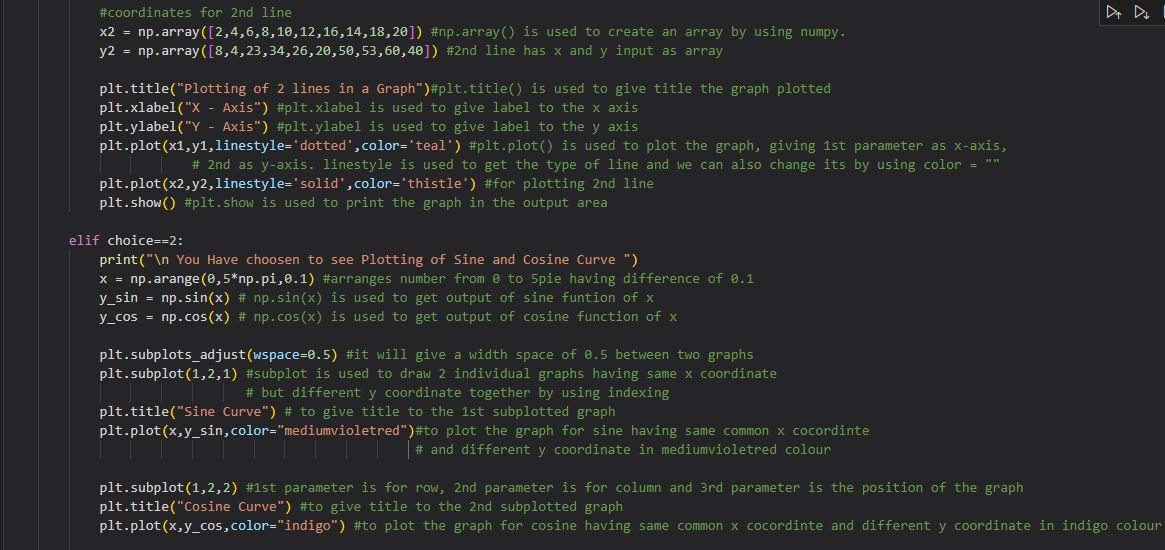 #coordinates for 2nd line
x2 = np.array([2,4,6,8,10,12,16,14,18,20]) #np.array() is used to create an array by using numpy.
y2 = np.array([8,4,23,34,26,20,50,53,60,40]) #2nd line has x and y input as array
plt.title("Plotting of 2 lines in a Graph")#plt.title() is used to give title the graph plotted
plt.xlabel("X - Axis") #plt.xlabel is used to give label to the x axis
plt.ylabel("Y - Axis") #plt.ylabel is used to give label to the y axis
plt.plot(x1,y1,linestyle='dotted',color='teal') #plt.plot() is used to plot the graph, giving 1st parameter as x-axis,
# 2nd as y-axis. linestyle is used to get the type of line and we can also change its by using color = ""
plt.plot(x2,y2,linestyle='solid',color='thistle') #for plotting 2nd line
plt.show() #plt.show is used to print the graph in the output area
elif choice==2:
print("\n You Have choosen to see Plotting of Sine and Cosine Curve ")
x = np.arange(0,5*np.pi,0.1) #arranges number from 0 to 5pie having difference of 0.1
y_sin = np.sin(x) # np.sin(x) is used to get output of sine funtion of x
y_cos = np.cos(x) # np.cos(x) is used to get output of cosine function of x
plt.subplots_adjust(wspace=0.5) #it will give a width space of 0.5 between two graphs
plt.subplot(1,2,1) #subplot is used to draw 2 individual graphs having same x coordinate
# but different y coordinate together by using indexing
plt.title("Sine Curve") # to give title to the 1st subplotted graph
plt.plot(x,y_sin,color="mediumvioletred")#to plot the graph for sine having same common x cocordinte
# and different y coordinate in mediumvioletred colour
plt.subplot(1,2,2) #1st parameter is for row, 2nd parameter is for column and 3rd parameter is the position of the graph
plt.title("Cosine Curve") #to give title to the 2nd subplotted graph
plt.plot(x,y_cos,color="indigo") #to plot the graph for cosine having same common x cocordinte and different y coordinate in indigo colour